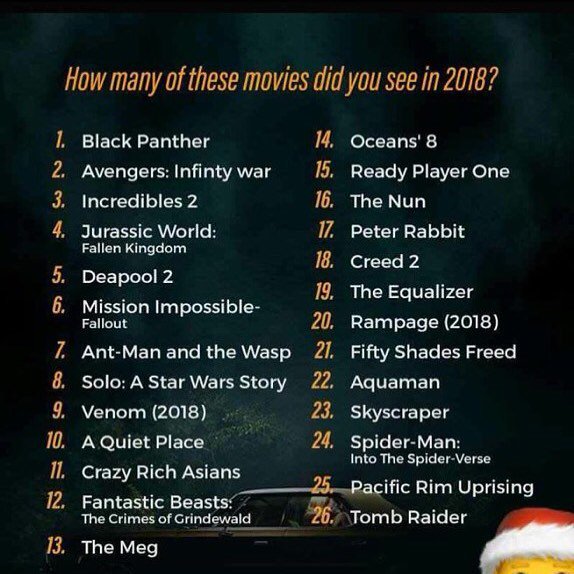 How many of these movies did you see in 2018?
1. Black Panther
2. Avengers: Infinty war
3. Incredibles 2
4. Jurassic World:
Fallen Kingdom
5. Deapool 2
6. Mission Impossible-
Fallout
7. Ant-Man and the Wasp
8. Solo: A Star Wars Story
9. Venom (2018)
10. A Quiet Place
11. Crazy Rich Asians
12. Fantastic Beasts:
The Crimes of Grindewald
13. The Meg
14. Oceans' 8
15. Ready Player One
16. The Nun
17. Peter Rabbit
18. Creed 2
19. The Equalizer
20. Rampage (2018)
21. Fifty Shades Freed
22. Aquaman
23. Skyscraper
24. Spider-Man:
Into The Spider-Verse
25. Pacific Rim Uprising
26. Tomb Raider